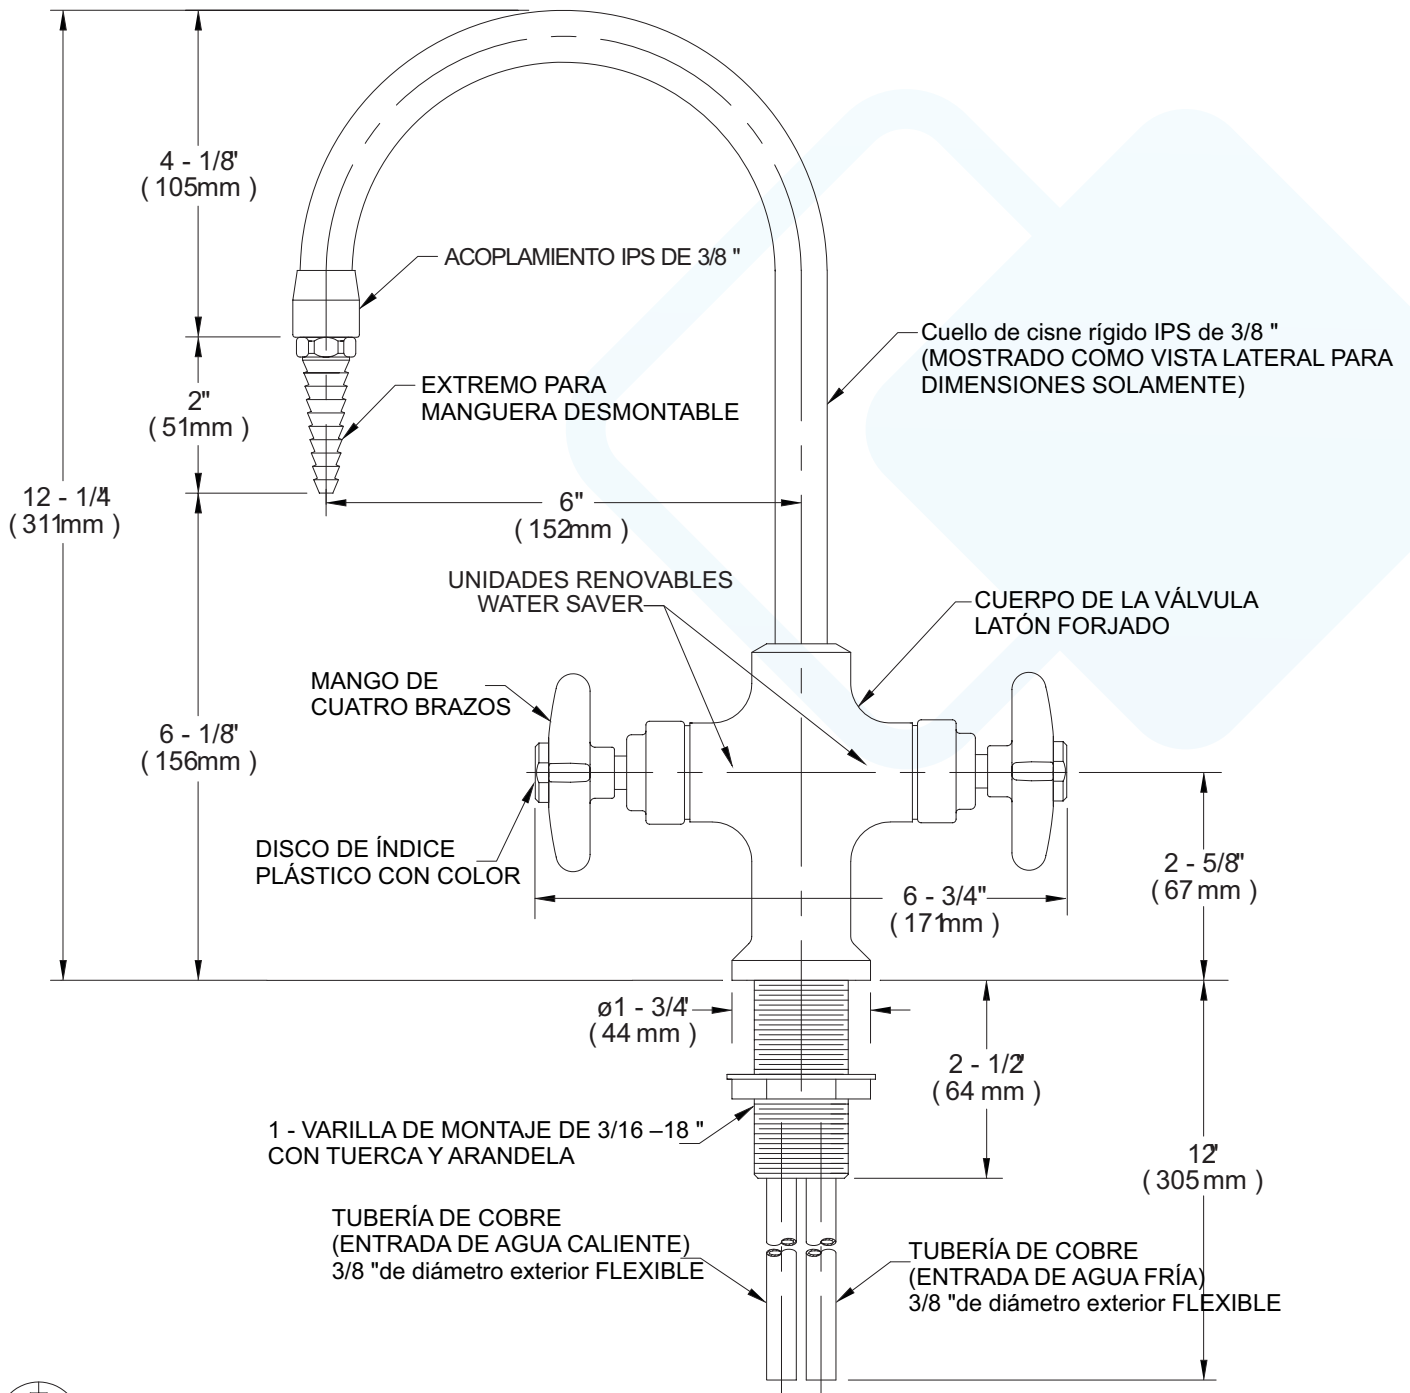 4 - 1/8"
( 105mm )
ACOPLAMIENTO IPS DE 3/8 "
Cuello de cisne rígido IPS de 3/8 "
(MOSTRADO COMO VISTA LATERAL PARA
DIMENSIONES SOLAMENTE)
EXTREMO PARA
MANGUERA DESMONTABLE
2"
( 51mm )
12 - 1/4"
( 311mm )
6"
( 152mm )
UNIDADES RENOVABLES
WATER SAVER
CUERPO DE LA VÁLVULA
LATÓN FORJADO
MANGO DE
CUATRO BRAZOS
6 - 1/8"
( 156mm )
DISCO DE ÍNDICE
PLÁSTICO CON COLOR
2 - 5/8"
( 67 mm )
6 - 3/4"
( 171mm )
ø1 - 3/4"
( 44 mm )
2 - 1/2"
( 64 mm )
1 - VARILLA DE MONTAJE DE 3/16 –18 "
CON TUERCA Y ARANDELA
12"
( 305 mm )
TUBERÍA DE COBRE
(ENTRADA DE AGUA CALIENTE)
3/8 "de diámetro exterior FLEXIBLE
TUBERÍA DE COBRE
(ENTRADA DE AGUA FRÍA)
3/8 "de diámetro exterior FLEXIBLE